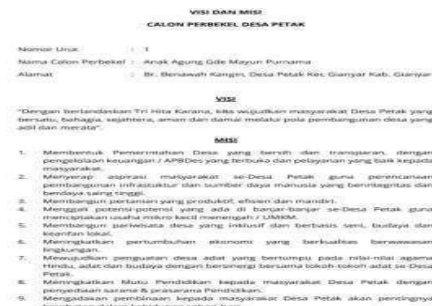 VISI DAN MISI
CALON PERBEKEL DESA PETAK
Nomor Urut : 1
Nama Calon Perbekel : Anak Agung Gde Mayun Purnama
Alamat : Br. Benawah Kangin, Desa Petak Kec Gianyar Kab. Gianyar
VISI
"Dengan berlandaskan Tri Hita Karana, kita wujudkan masyarakat Desa Petak yang
bersatu, bahagia, sejahtera, aman dan damai melalui pola pembangunan desa yang
adil dan merata".
MISI
1. Membentuk Pemerintahan Desa yang bersih dan transparan, dengan
pengelolaan keuangan / APBDes yang terbuka dan pelayanan yang baik kepada
masyarakat.
2. Menyerap aspirasi masyarakat se-Desa Petak guna perencanaan
pembangunan infrastuktur dan sumber daya manusia yang berintegritas dan
berdaya saing tinggi.
3. Membangun pertanian yang produktif, efisien dan mandiri.
4. Menggali potensi-potensi yang ada di banjar-banjar se-Desa Petak guna
menciptakan usaha mikro kecil menengah / UMKM.
5. Membangun pariwisata desa yang inklusif dan berbasis seni, budaya dan
kearifan lokal.
6. Meningkatkan pertumbuhan ekonomi yang berkualitas berwawasan
lingkungan.
7. Mewujudkan penguatan desa adat yang bertumpu pada nilai-nilai agama
Hindu, adat dan budaya dengan bersinergi bersama tokoh-tokoh adat se-Desa
Petak.
8. Meningkatkan Mutu Pendidikan kepada masyarakat Desa Petak dengan
penyediaan sarana & prasarana Pendidikan.
9. Mengadakan pembinaan kepada masyarakat Desa Petak akan pentingnya